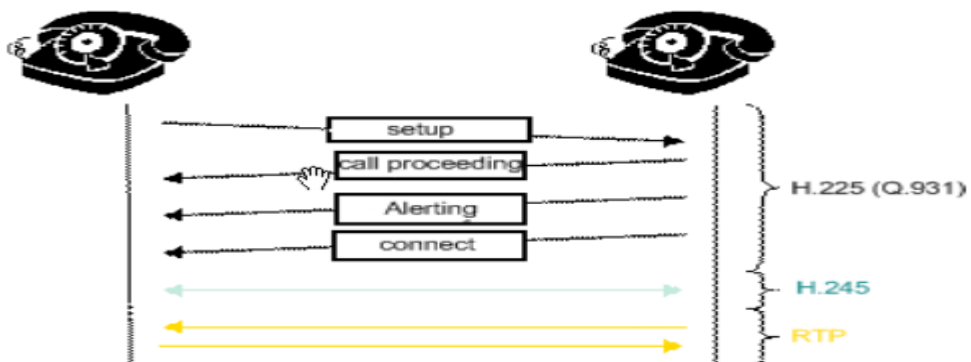 setup
call proceeding
Alerting
connect
H.225 (Q.931)
H.245
RTP